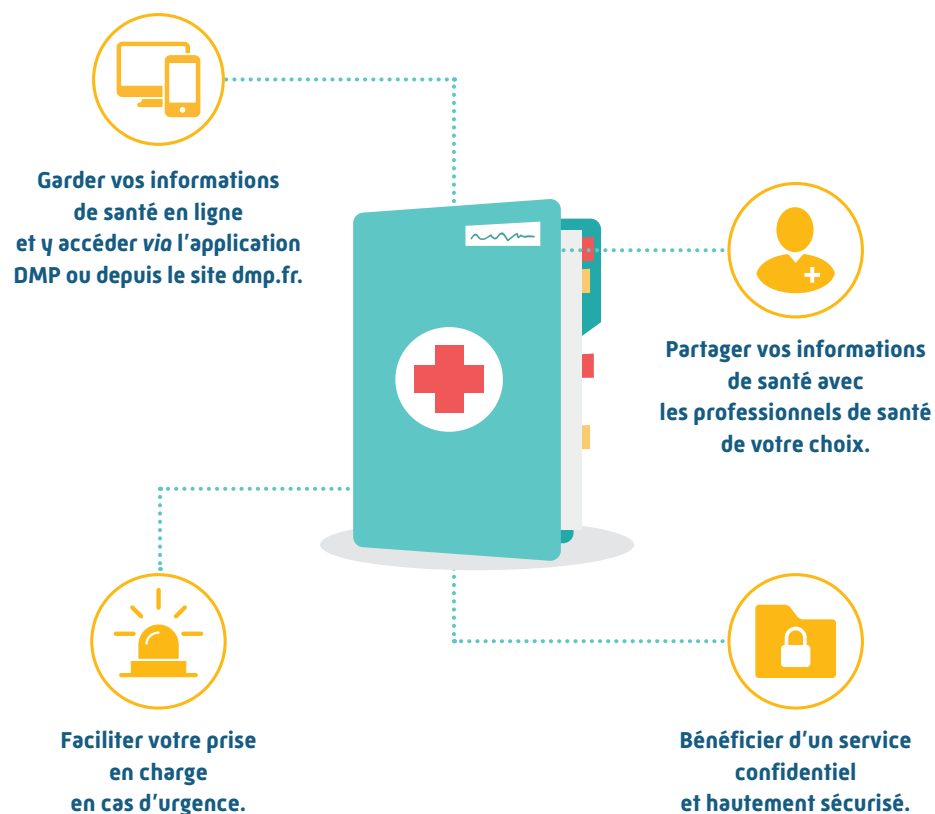 Garder vos informations
de santé en ligne
et y accéder via l'application
DMP ou depuis le site dmp.fr.
Partager vos informations
de santé avec
les professionnels de santé
de votre choix.
Faciliter votre prise
en charge
en cas d'urgence.
Bénéficier d'un service
confidentiel
et hautement sécurisé.